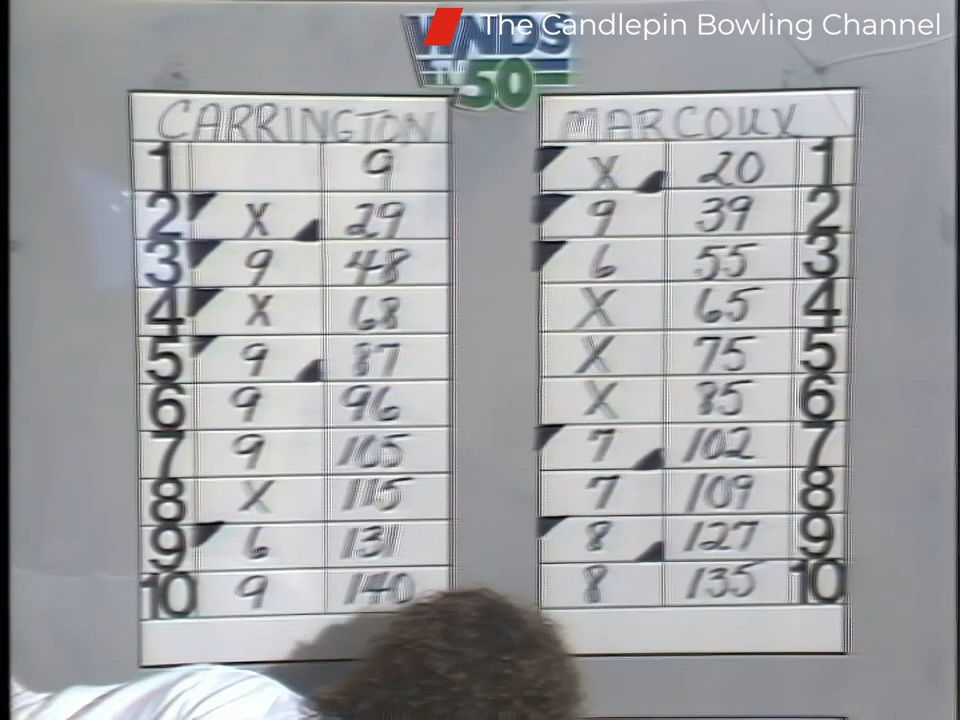 The Candlepin Bowling Channel
WNDS
TV 50
CARRINGTON
1 9
2 X 29
3 9 48
4 X 68
5 9 87
6 9 96
7 9 105
8 X 115
9 6 131
10 9 140
MARCOUX
X 20 1
9 39 2
6 55 3
X 65 4
X 75 5
X 85 6
7 102 7
7 109 8
8 127 9
8 135 10